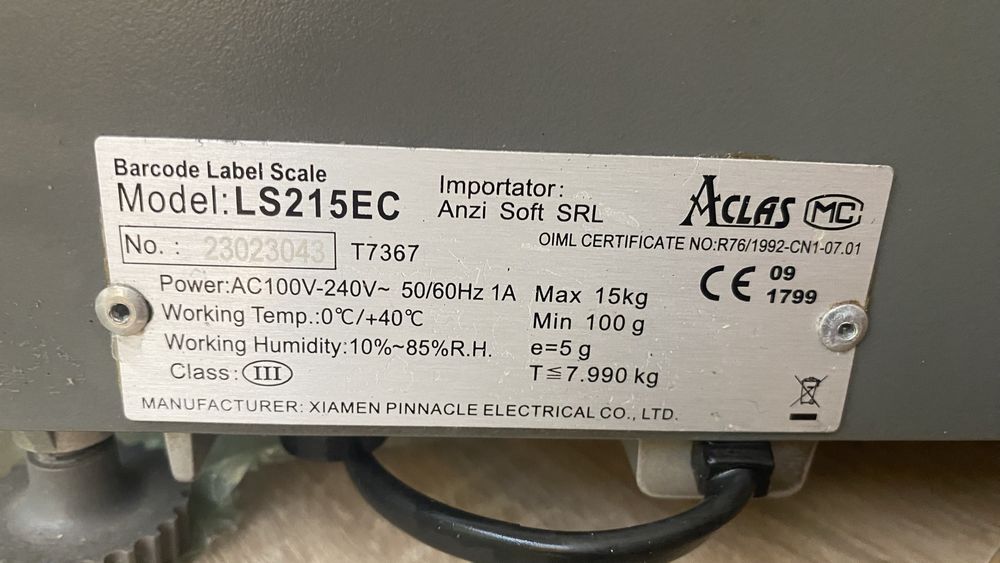 Barcode Label Scale
Model:LS215EC
Importator:
Anzi Soft SRL
ACLAS MC
OIML CERTIFICATE NO:R76/1992-CN1-07.01
No. : 23023043 T7367
CE 09
1799
Power:AC100V-240V~ 50/60Hz 1A
Working Temp.:0℃/+40℃
Working Humidity:10%~85%R.H.
Class: III
Max 15kg
Min 100 g
e=5 g
T≦7.990 kg
MANUFACTURER: XIAMEN PINNACLE ELECTRICAL CO., LTD.